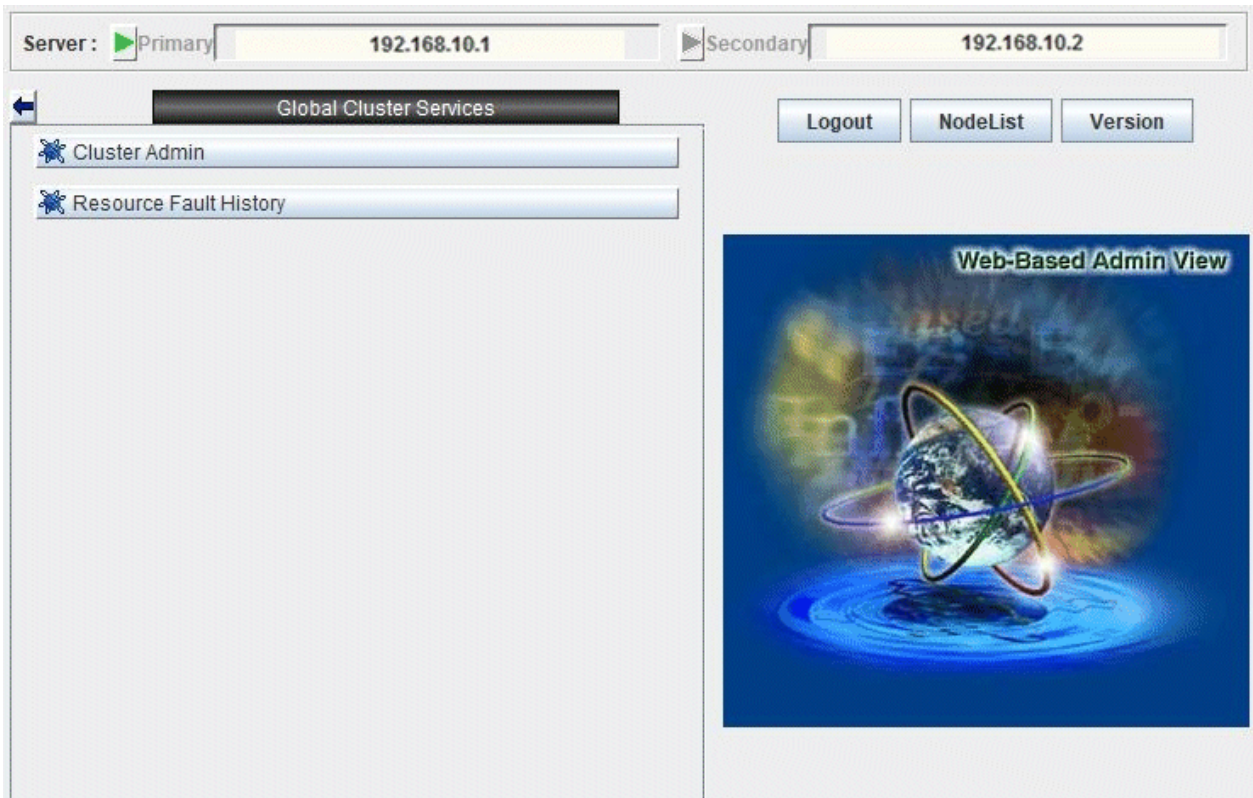 Server : Primary 192.168.10.1 Secondary 192.168.10.2
Global Cluster Services
Logout NodeList Version
Cluster Admin
Resource Fault History
Web-Based Admin View